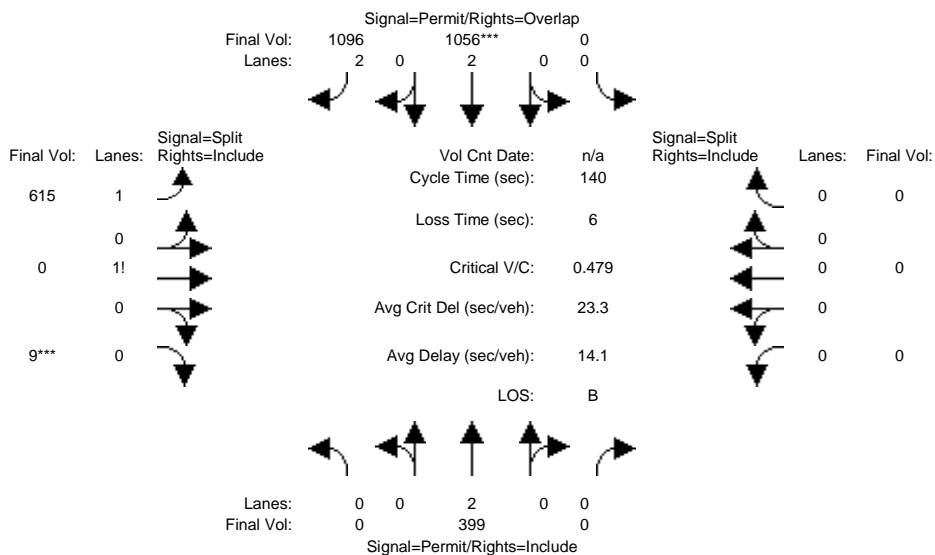 Signal=Permit/Rights=Overlap
Final Vol: 1096 1056*** 0
Lanes: 2 0 2 0 0
Signal=Split Signal=Split
Final Vol: Lanes: Rights=Include Vol Cnt Date: n/a Rights=Include Lanes: Final Vol:
Cycle Time (sec): 140
615 1 0 0
Loss Time (sec): 6
0 0
0 1! Critical V/C: 0.479 0 0
0 Avg Crit Del (sec/veh): 23.3 0
9*** 0 Avg Delay (sec/veh): 14.1 0 0
LOS: B
Lanes: 0 0 2 0 0
Final Vol: 0 399 0
Signal=Permit/Rights=Include